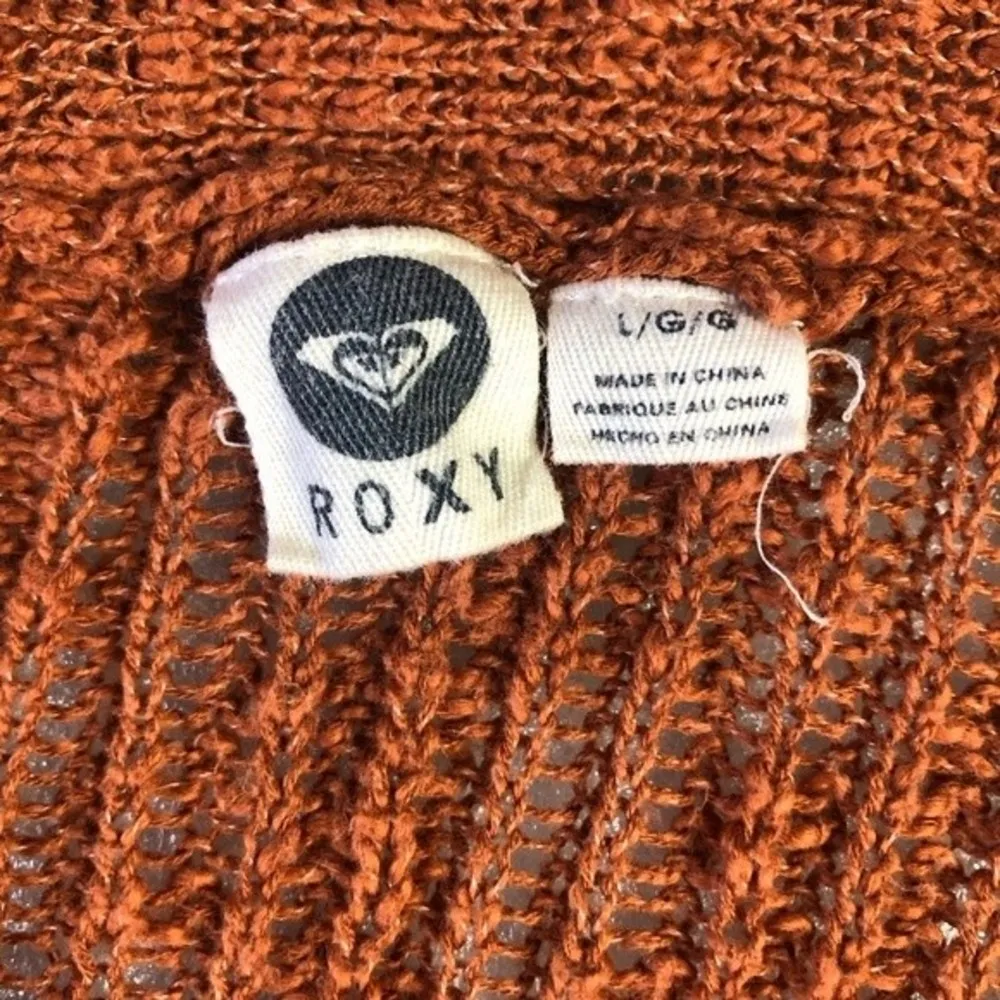 ROXY
L/G/G
MADE IN CHINA
FABRIQUE AU CHINE
HECHO EN CHINA